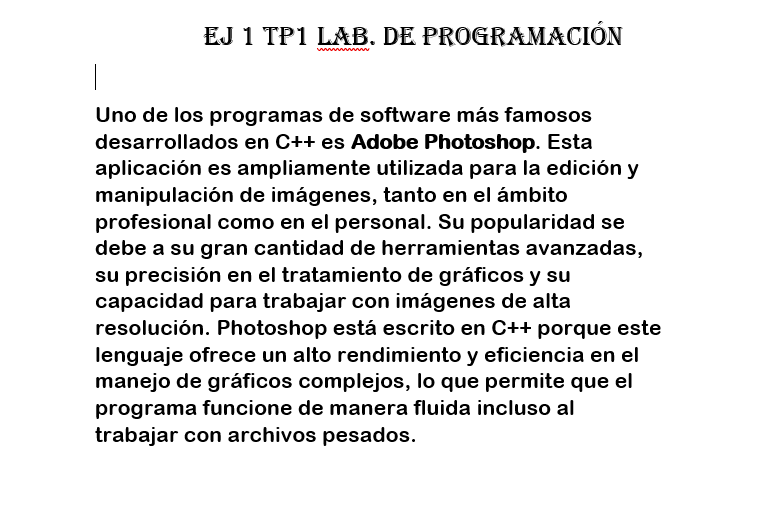 EJ 1 TP1 LAB. DE PROGRAMACIÓN
Uno de los programas de software más famosos
desarrollados en C++ es Adobe Photoshop. Esta
aplicación es ampliamente utilizada para la edición y
manipulación de imágenes, tanto en el ámbito
profesional como en el personal. Su popularidad se
debe a su gran cantidad de herramientas avanzadas,
su precisión en el tratamiento de gráficos y su
capacidad para trabajar con imágenes de alta
resolución. Photoshop está escrito en C++ porque este
lenguaje ofrece un alto rendimiento y eficiencia en el
manejo de gráficos complejos, lo que permite que el
programa funcione de manera fluida incluso al
trabajar con archivos pesados.